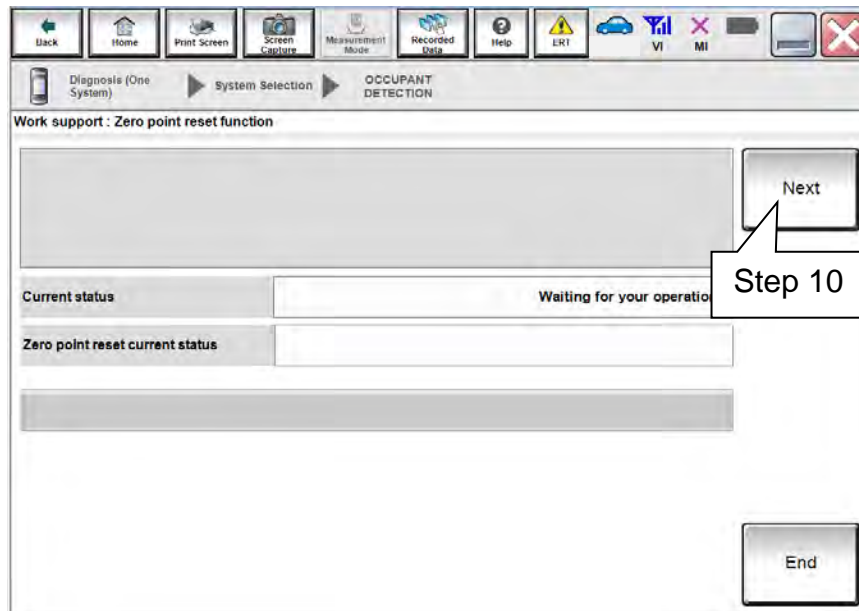 Back
Home
Print Screen
Screen
Capture
Measurement
Mode
Recorded
Data
Help
ERT
VI
MI
Diagnosis (One
System)
System Selection
OCCUPANT
DETECTION
Work support : Zero point reset function
Next
Step 10
Current status
Waiting for your operation
Zero point reset current status
End